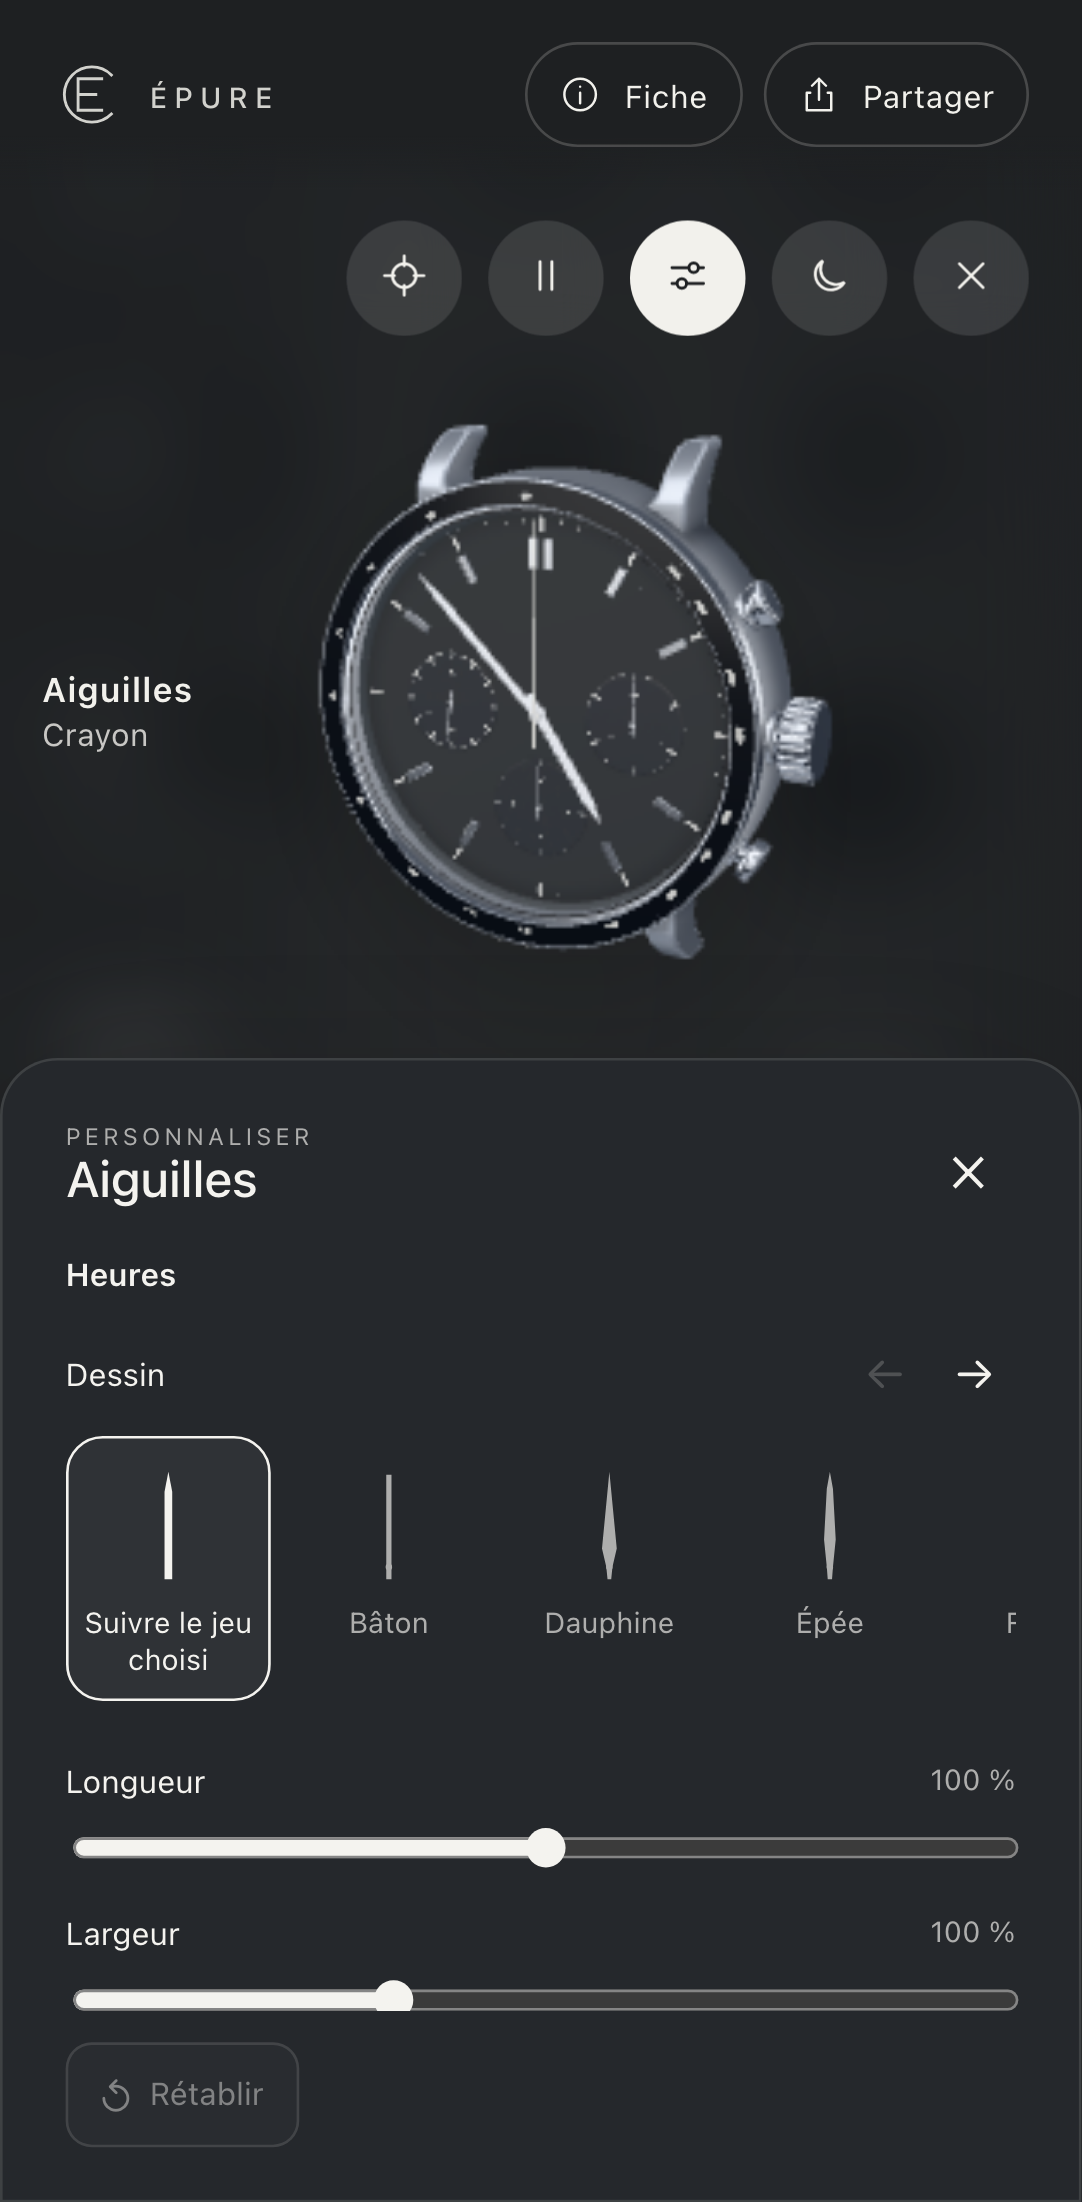 ÉPURE
Fiche
Partager
Aiguilles
Crayon
PERSONNALISER
Aiguilles
Heures
Dessin
Suivre le jeu
choisi
Bâton
Dauphine
Épée
Longueur
100 %
Largeur
100 %
Rétablir